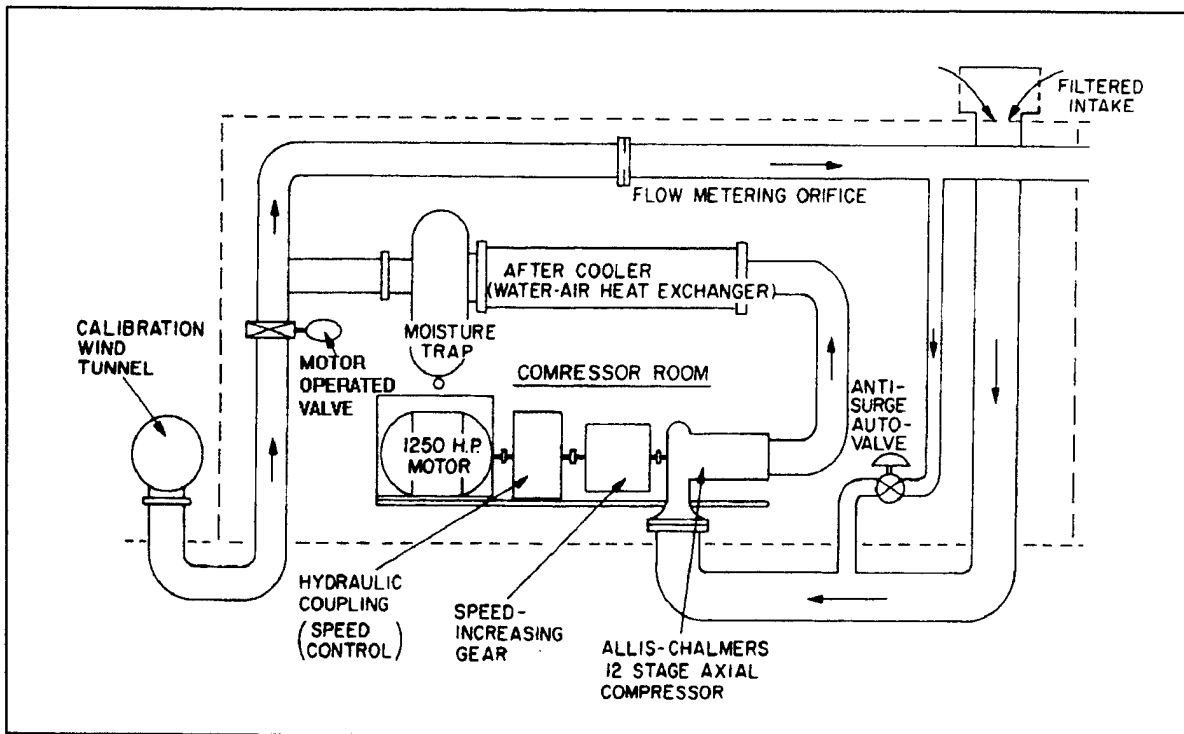 FILTERED
INTAKE
FLOW METERING ORIFICE
AFTER COOLER
(WATER-AIR HEAT EXCHANGER)
MOISTURE
TRAP
CALIBRATION
WIND
TUNNEL
MOTOR
OPERATED
VALVE
COMRESSOR ROOM
ANTI-
SURGE
AUTO-
VALVE
1250 H.P.
MOTOR
HYDRAULIC
COUPLING
(SPEED
CONTROL)
SPEED-
INCREASING
GEAR
ALLIS-CHALMERS
12 STAGE AXIAL
COMPRESSOR